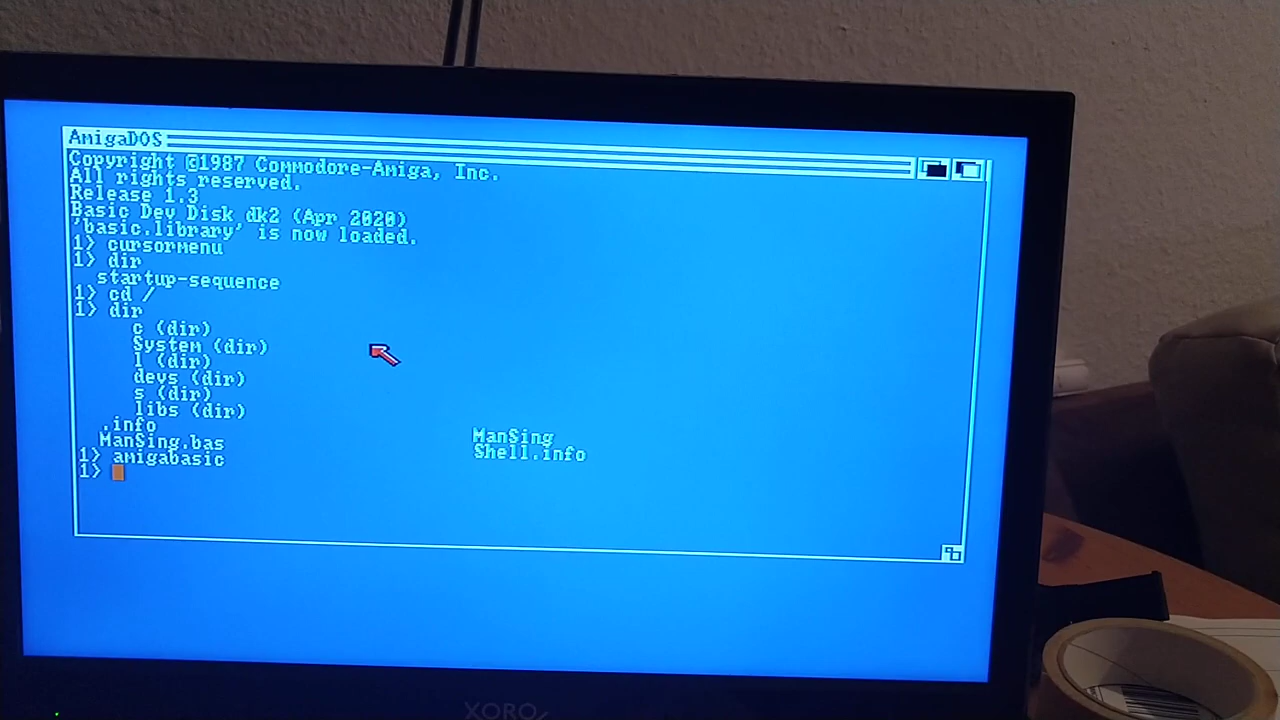 AmigaDOS
Copyright ©1987 Commodore-Amiga, Inc.
All rights reserved.
Release 1.3
Basic Dev Disk dk2 (Apr 2020)
'basic.library' is now loaded.
1> cursormenu
1> dir
startup-sequence
1> cd /
1> dir
c (dir)
System (dir)
l (dir)
devs (dir)
s (dir)
libs (dir)
.info ManSing
ManSing.bas Shell.info
1> amigabasic
1>
XORO